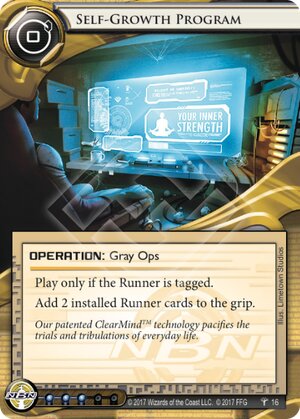 0
SELF-GROWTH PROGRAM
YOUR INNER
STRENGTH
OPERATION: Gray Ops
Play only if the Runner is tagged.
Add 2 installed Runner cards to the grip.
Our patented ClearMind™ technology pacifies the
trials and tribulations of everyday life.
Illus. Limetown Studios
NBN
© 2017 Wizards of the Coast LLC. © 2017 FFG
16